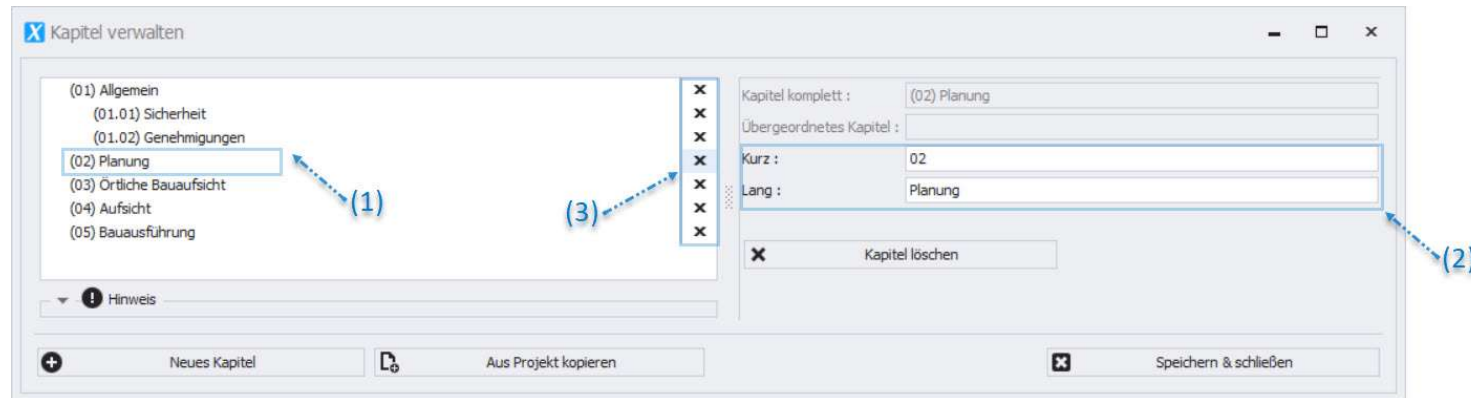 Kapitel verwalten
(01) Allgemein
(01.01) Sicherheit
(01.02) Genehmigungen
(02) Planung
(03) Örtliche Bauaufsicht
(04) Aufsicht
(05) Bauausführung
(1)
(3)
Hinweis
Kapitel komplett : (02) Planung
Übergeordnetes Kapitel :
Kurz : 02
Lang : Planung
(2)
Kapitel löschen
Neues Kapitel Aus Projekt kopieren Speichern & schließen